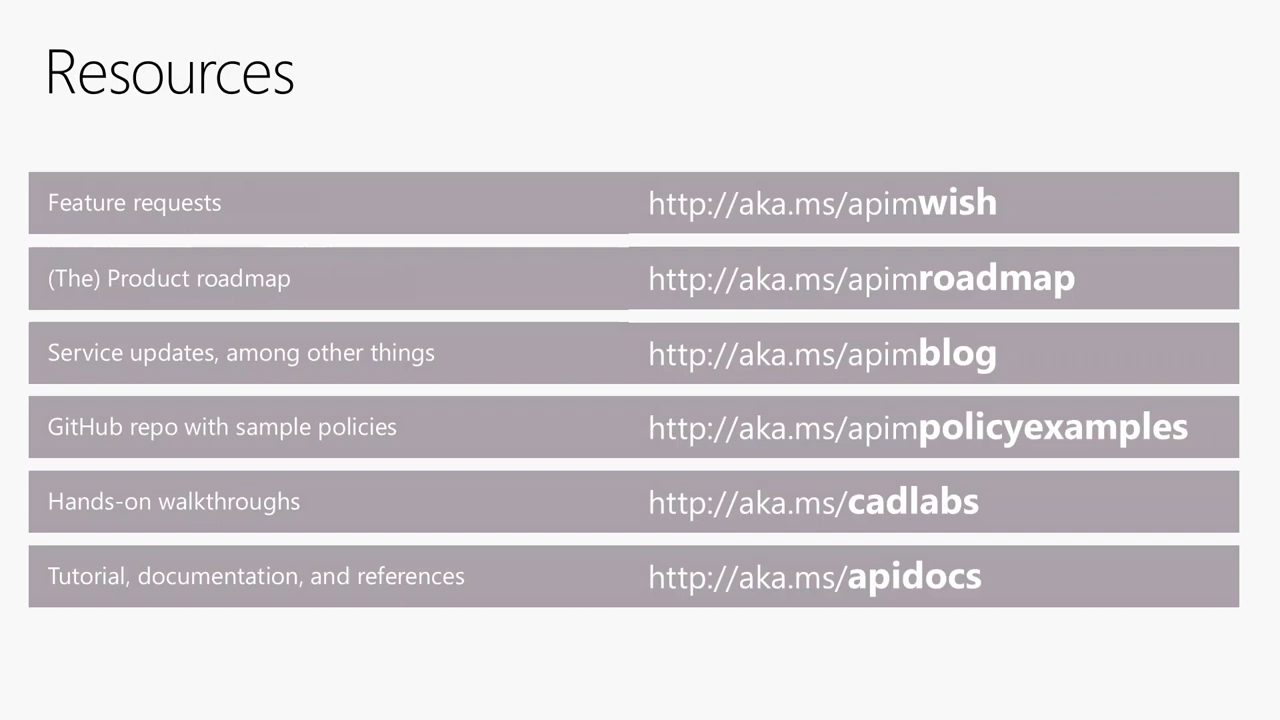 Resources
Feature requests http://aka.ms/apimwish
(The) Product roadmap http://aka.ms/apimroadmap
Service updates, among other things http://aka.ms/apimblog
GitHub repo with sample policies http://aka.ms/apimpolicyexamples
Hands-on walkthroughs http://aka.ms/cadlabs
Tutorial, documentation, and references http://aka.ms/apidocs